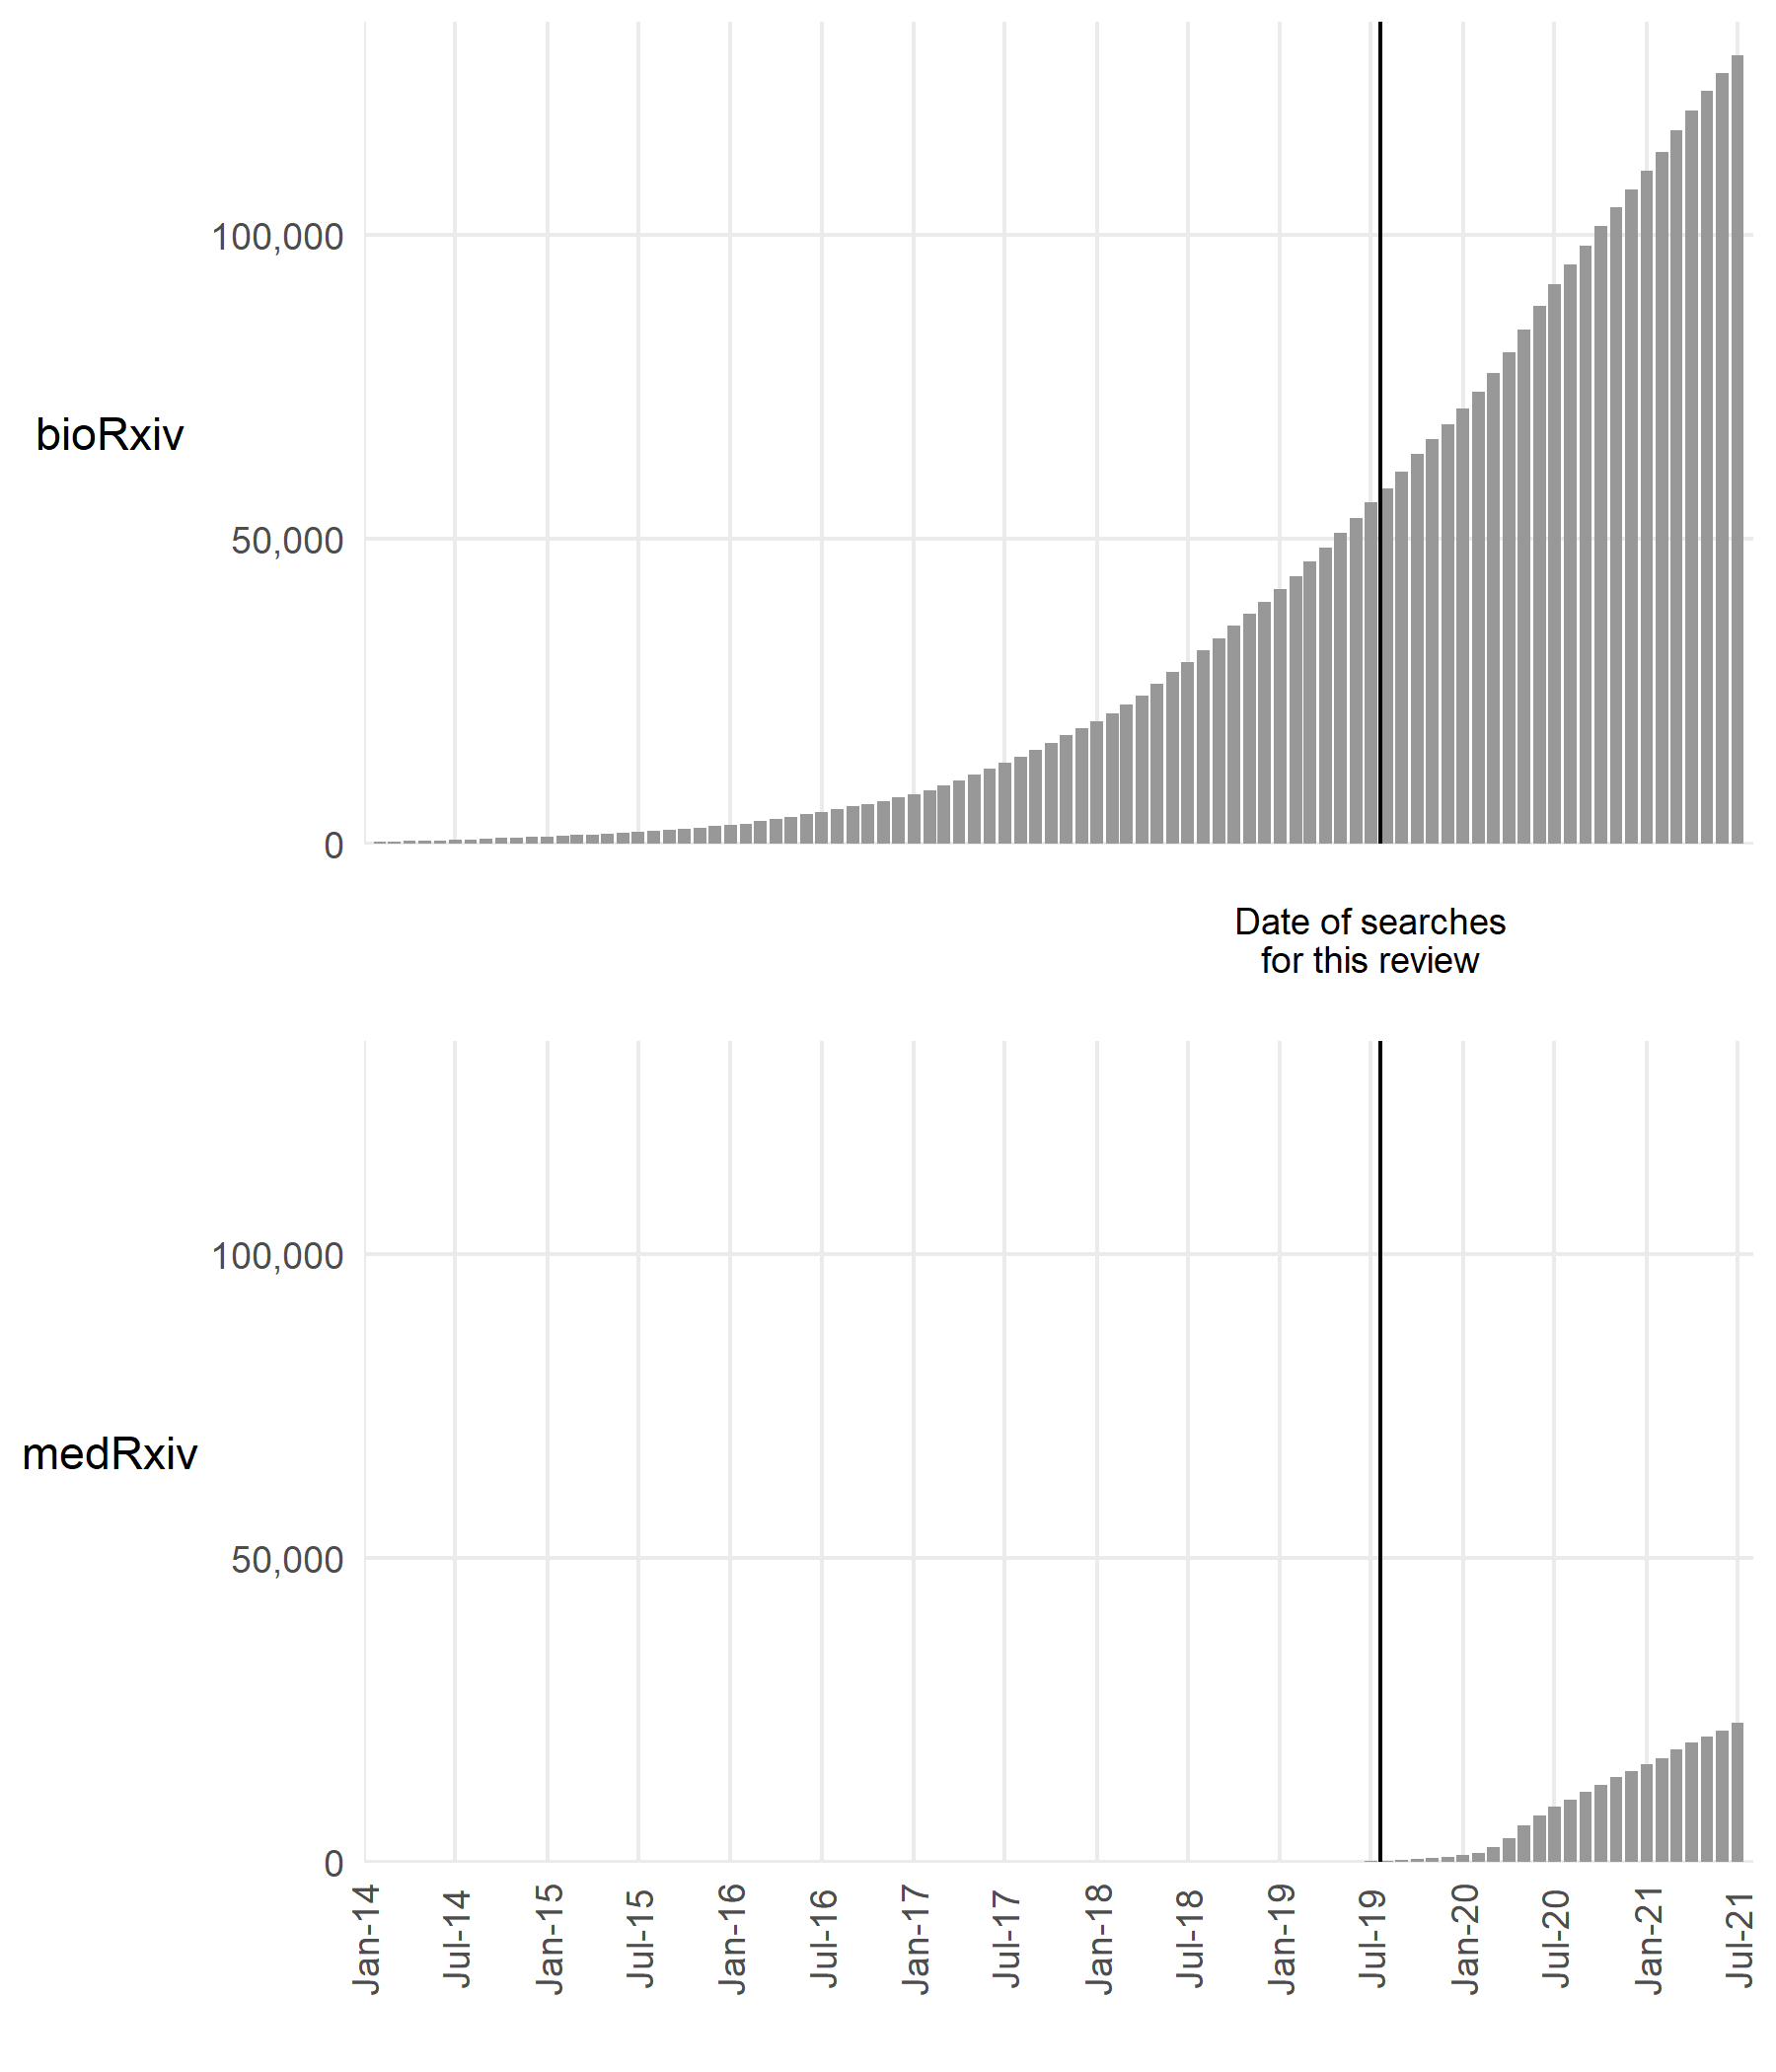 100,000
bioRxiv
50,000
0
Date of searches
for this review
100,000
medRxiv
50,000
0
Jan-14
Jul-14
Jan-15
Jul-15
Jan-16
Jul-16
Jan-17
Jul-17
Jan-18
Jul-18
Jan-19
Jul-19
Jan-20
Jul-20
Jan-21
Jul-21